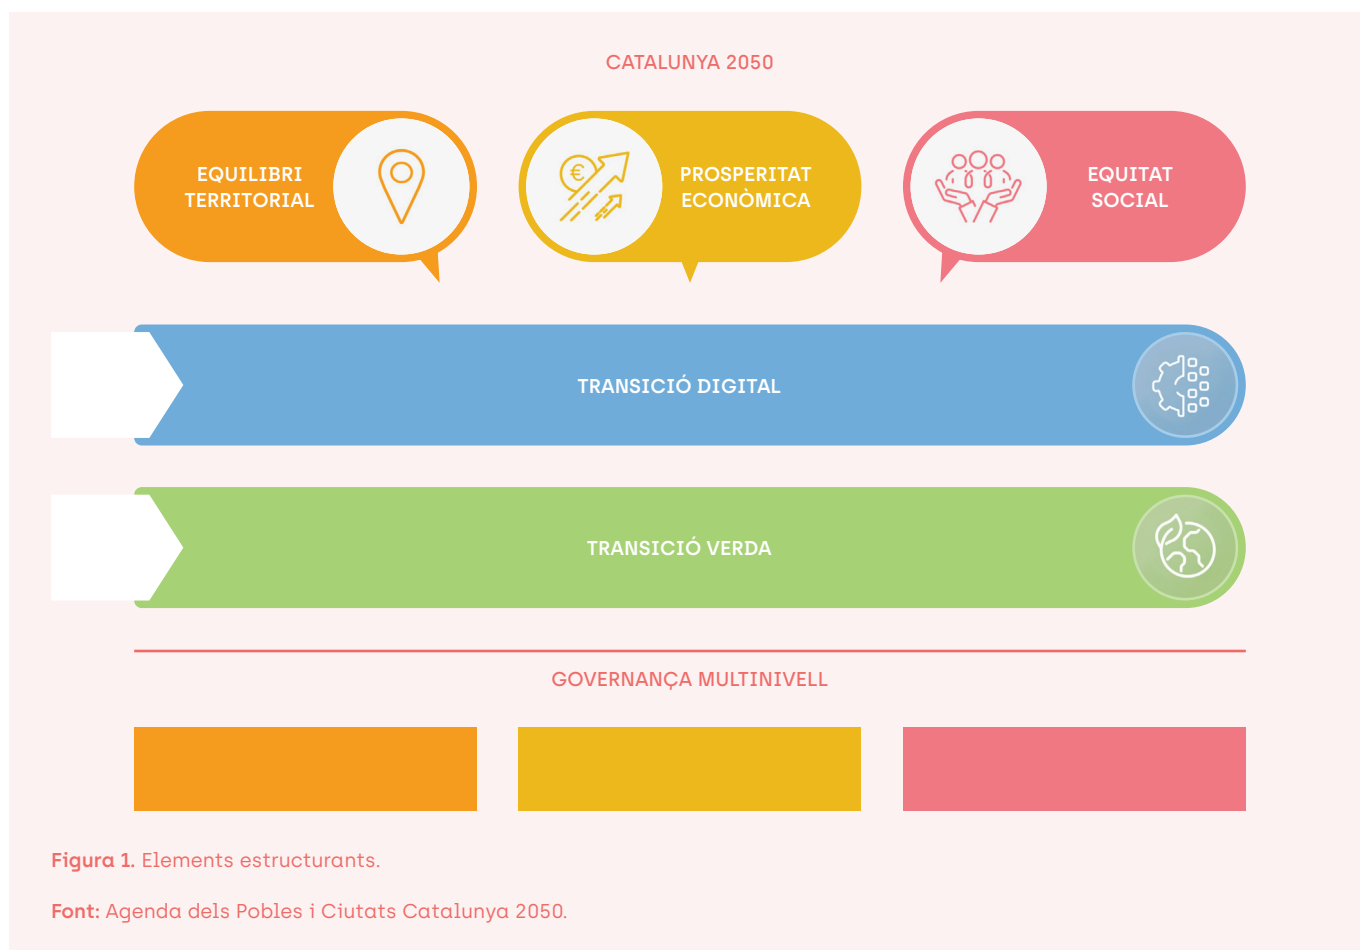 CATALUNYA 2050
EQUILIBRI
TERRITORIAL
€
PROSPERITAT
ECONÒMICA
EQUITAT
SOCIAL
TRANSICIÓ DIGITAL
TRANSICIÓ VERDA
GOVERNANÇA MULTINIVELL
Figura 1. Elements estructurants.
Font: Agenda dels Pobles i Ciutats Catalunya 2050.